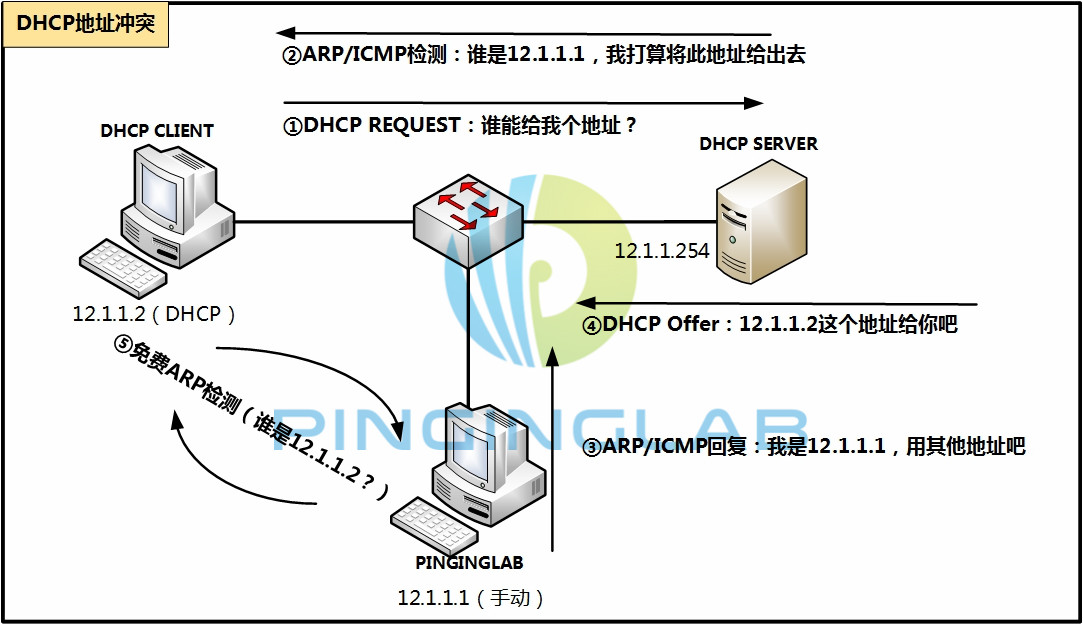 DHCP地址冲突
②ARP/ICMP检测：谁是12.1.1.1，我打算将此地址给出去
①DHCP REQUEST：谁能给我个地址？
DHCP CLIENT
DHCP SERVER
12.1.1.254
12.1.1.2（DHCP）
④DHCP Offer：12.1.1.2这个地址给你吧
⑤免费ARP检测（谁是12.1.1.2？）
PINGINGLAB
③ARP/ICMP回复：我是12.1.1.1，用其他地址吧
PINGINGLAB
12.1.1.1（手动）